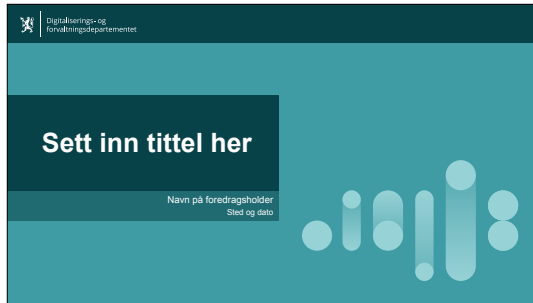 Digitaliserings- og
forvaltningsdepartementet
Sett inn tittel her
Navn på foredragsholder
Sted og dato